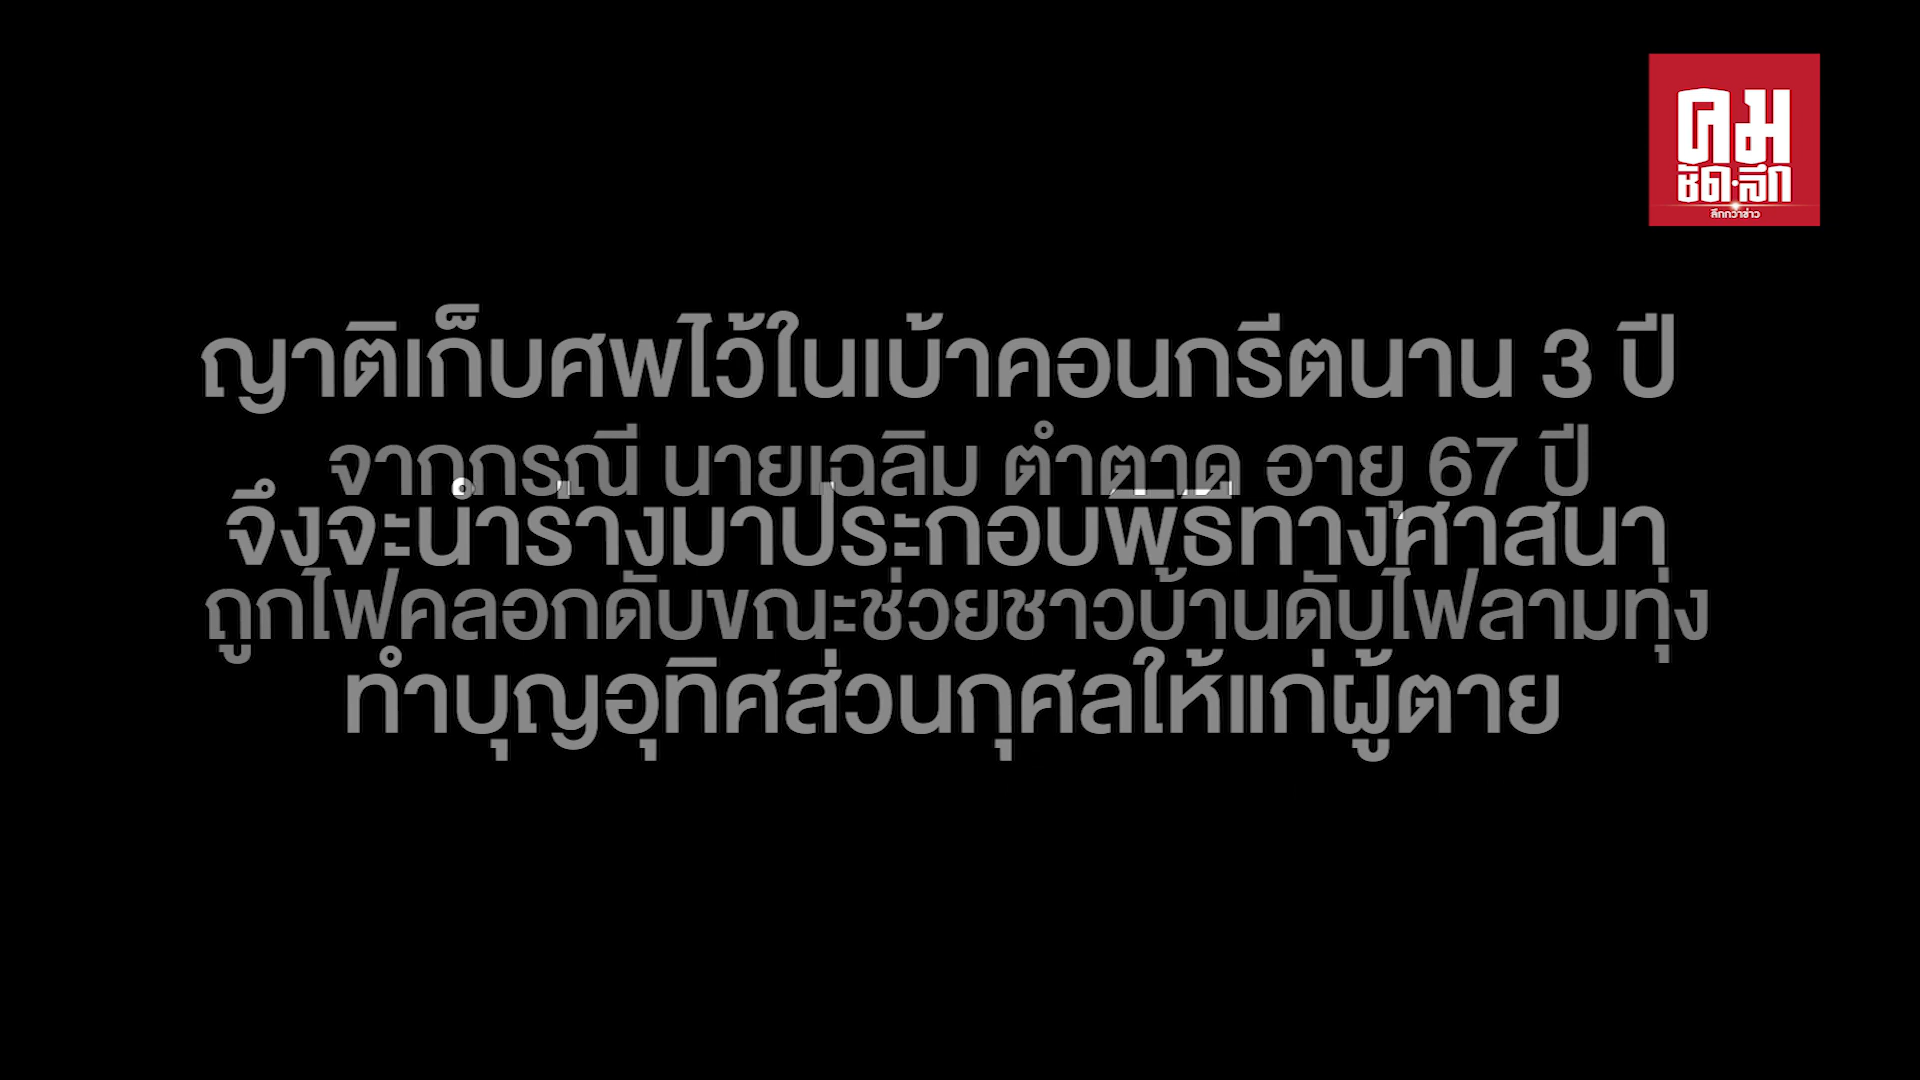 คม
ชัด·ลึก
ลึกกว่าข่าว
ญาติเก็บศพไว้ในเบ้าคอนกรีตนาน 3 ปี
จากกรณี นายเฉลิม ตำตาด อายุ 67 ปี
จึงจะนำร่างมาประกอบพิธีทางศาสนา
ถูกไฟคลอกดับขณะช่วยชาวบ้านดับไฟลามทุ่ง
ทำบุญอุทิศส่วนกุศลให้แก่ผู้ตาย